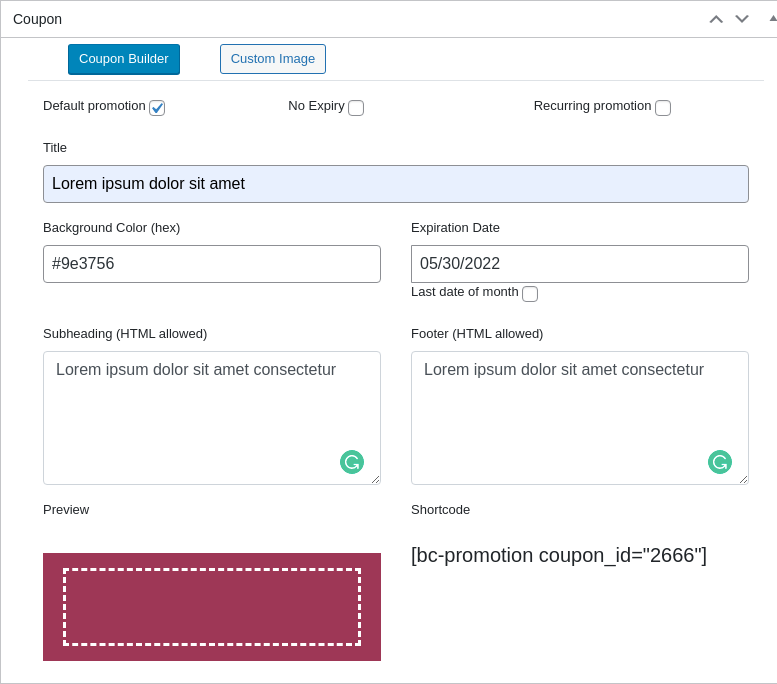 Coupon
Coupon Builder Custom Image
Default promotion No Expiry Recurring promotion
Title
Lorem ipsum dolor sit amet
Background Color (hex) Expiration Date
#9e3756 05/30/2022
Last date of month
Subheading (HTML allowed) Footer (HTML allowed)
Lorem ipsum dolor sit amet consectetur Lorem ipsum dolor sit amet consectetur
Preview Shortcode
[bc-promotion coupon_id="2666"]